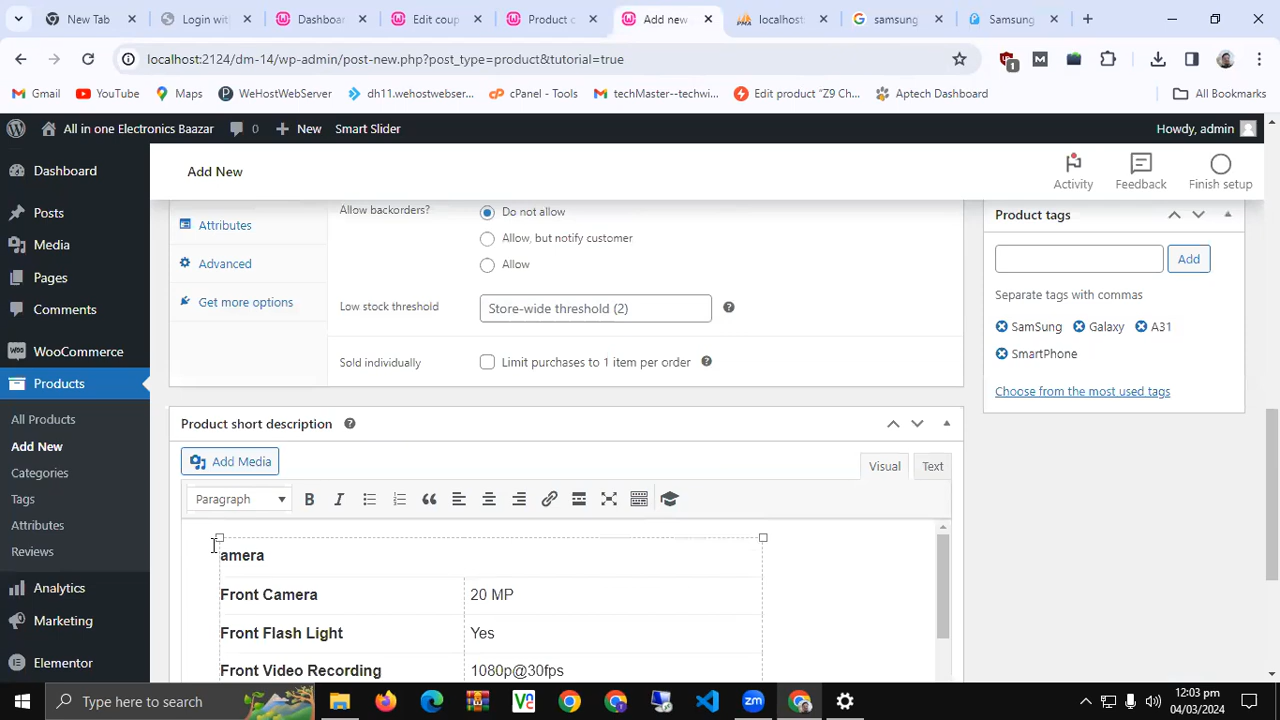 New Tab
Login wit
Dashboar
Edit coup
Product c
Add new
localhost:
samsung
Samsung
localhost:2124/dm-14/wp-admin/post-new.php?post_type=product&tutorial=true
1
Gmail
YouTube
Maps
WeHostWebServer
dh11.wehostwebser...
cPanel - Tools
techMaster--techwi...
Edit product “Z9 Ch...
Aptech Dashboard
All Bookmarks
All in one Electronics Baazar
0
New
Smart Slider
Howdy, admin
Dashboard
Posts
Media
Pages
Comments
WooCommerce
Products
All Products
Add New
Categories
Tags
Attributes
Reviews
Analytics
Marketing
Elementor
Add New
Activity
Feedback
Finish setup
Attributes
Advanced
Get more options
Allow backorders?
Do not allow
Allow, but notify customer
Allow
Low stock threshold
Store-wide threshold (2)
Sold individually
Limit purchases to 1 item per order
Product tags
Add
Separate tags with commas
SamSung
Galaxy
A31
SmartPhone
Choose from the most used tags
Product short description
Add Media
Visual
Text
Paragraph
B
I
amera
Front Camera 20 MP
Front Flash Light Yes
Front Video Recording 1080p@30fps
Type here to search
zm
12:03 pm
04/03/2024